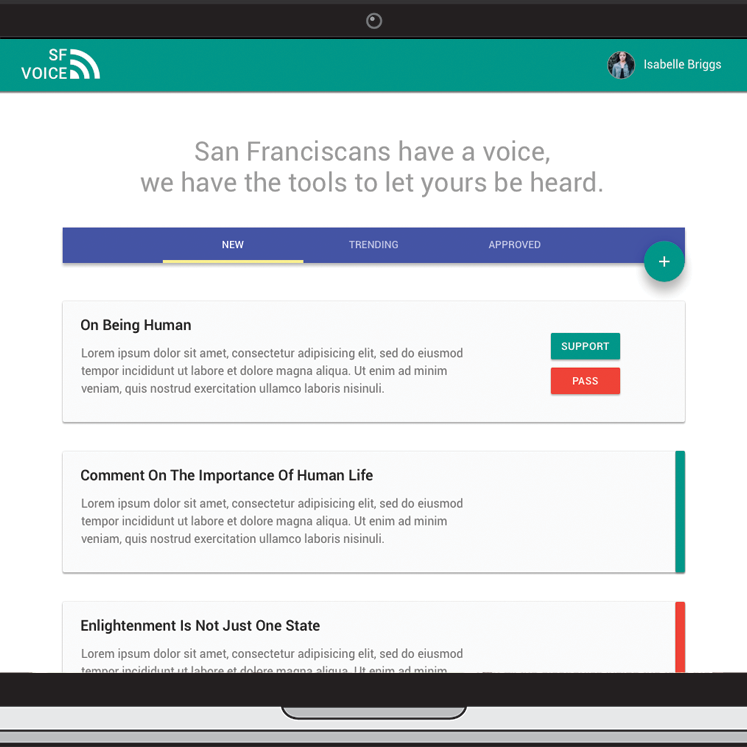 SF
VOICE
Isabelle Briggs
San Franciscans have a voice,
we have the tools to let yours be heard.
NEW
TRENDING
APPROVED
+
On Being Human
Lorem ipsum dolor sit amet, consectetur adipisicing elit, sed do eiusmod
tempor incididunt ut labore et dolore magna aliqua. Ut enim ad minim
veniam, quis nostrud exercitation ullamco laboris nisinuli.
SUPPORT
PASS
Comment On The Importance Of Human Life
Lorem ipsum dolor sit amet, consectetur adipisicing elit, sed do eiusmod
tempor incididunt ut labore et dolore magna aliqua. Ut enim ad minim
veniam, quis nostrud exercitation ullamco laboris nisinuli.
Enlightenment Is Not Just One State
Lorem ipsum dolor sit amet, consectetur adipisicing elit, sed do eiusmod
tempor incididunt ut labore et dolore magna aliqua. Ut enim ad minim